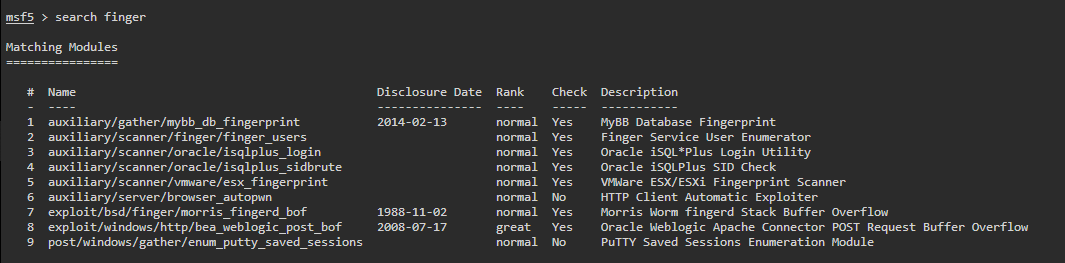 msf5 > search finger
Matching Modules
================
# Name Disclosure Date Rank Check Description
- ---- --------------- ---- ----- -----------
1 auxiliary/gather/mybb_db_fingerprint 2014-02-13 normal Yes MyBB Database Fingerprint
2 auxiliary/scanner/finger/finger_users normal Yes Finger Service User Enumerator
3 auxiliary/scanner/oracle/isqlplus_login normal Yes Oracle iSQL*Plus Login Utility
4 auxiliary/scanner/oracle/isqlplus_sidbrute normal Yes Oracle iSQLPlus SID Check
5 auxiliary/scanner/vmware/esx_fingerprint normal Yes VMWare ESX/ESXi Fingerprint Scanner
6 auxiliary/server/browser_autopwn normal No HTTP Client Automatic Exploiter
7 exploit/bsd/finger/morris_fingerd_bof 1988-11-02 normal Yes Morris Worm fingerd Stack Buffer Overflow
8 exploit/windows/http/bea_weblogic_post_bof 2008-07-17 great Yes Oracle Weblogic Apache Connector POST Request Buffer Overflow
9 post/windows/gather/enum_putty_saved_sessions normal No PuTTY Saved Sessions Enumeration Module